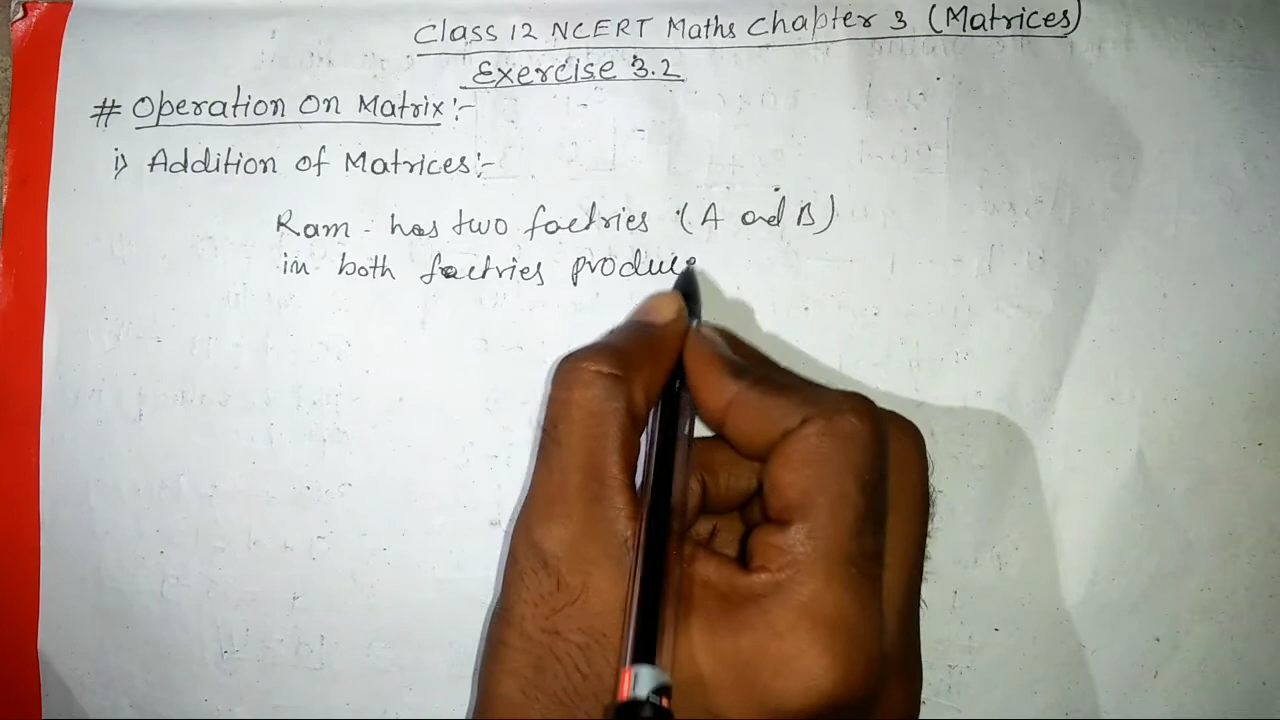 Class 12 NCERT Maths Chapter 3 (Matrices)
Exercise 3.2
# Operation On Matrix:-
i) Addition of Matrices:-
Ram has two factries (A and B)
in both factries produce